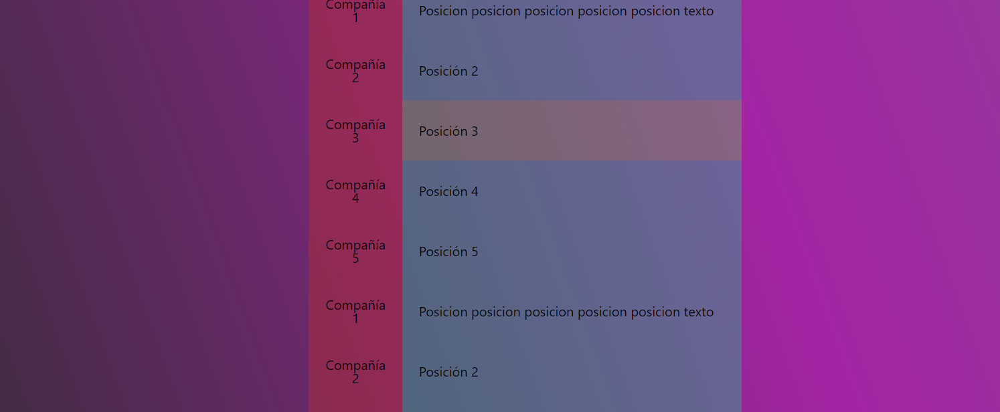 Compañía
1
Posicion posicion posicion posicion posicion texto
Compañía
2
Posición 2
Compañía
3
Posición 3
Compañía
4
Posición 4
Compañía
5
Posición 5
Compañía
1
Posicion posicion posicion posicion posicion texto
Compañía
2
Posición 2